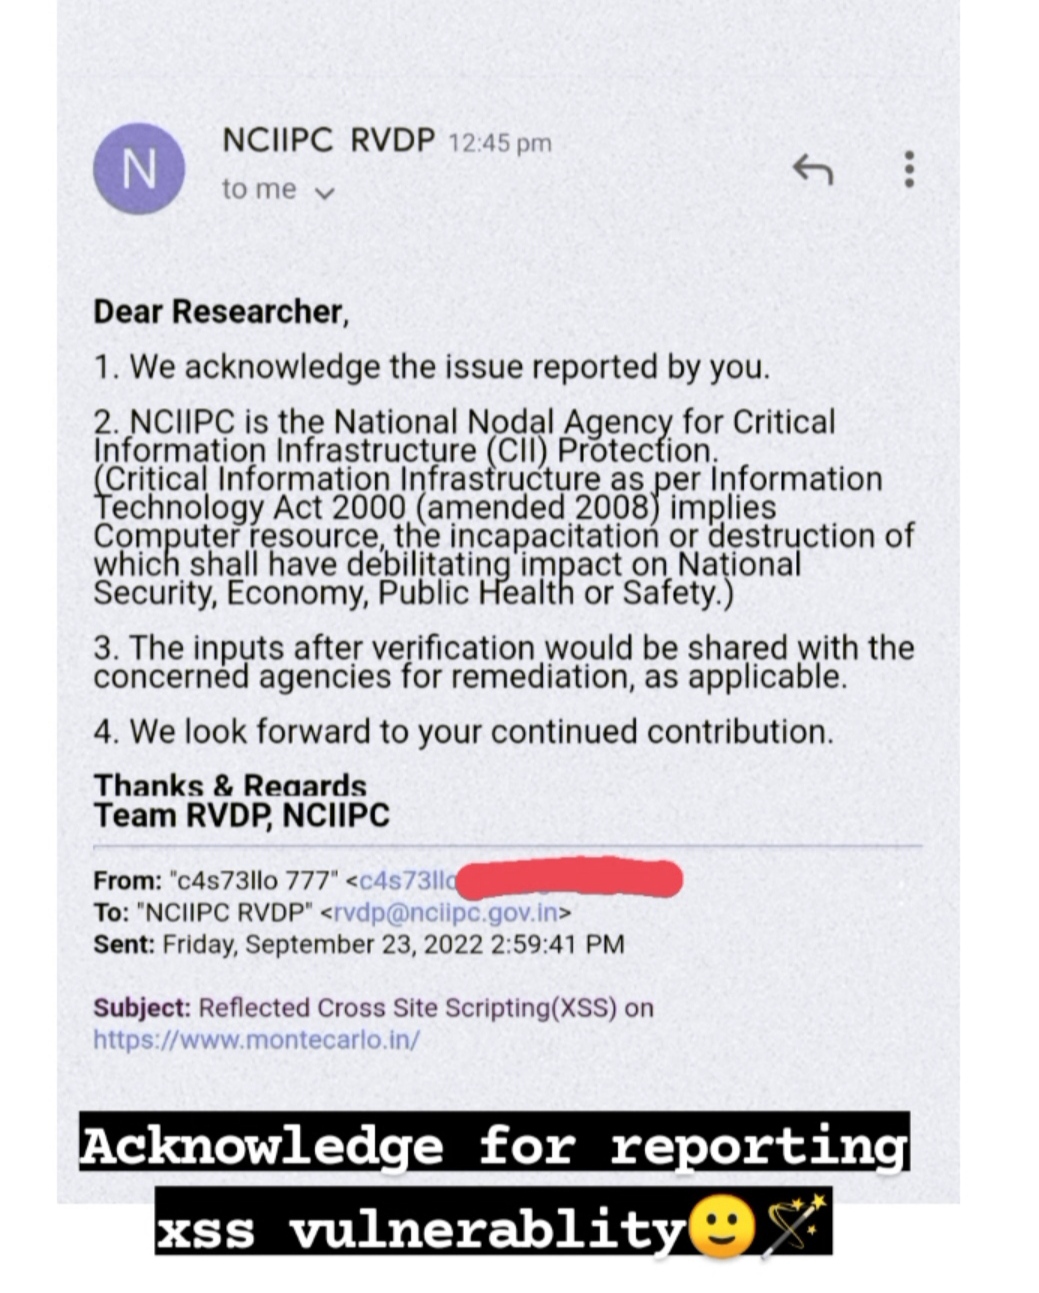 N
NCIIPC RVDP 12:45 pm
to me
Dear Researcher,
1. We acknowledge the issue reported by you.
2. NCIIPC is the National Nodal Agency for Critical
Information Infrastructure (CII) Protection.
(Critical Information Infrastructure as per Information
Technology Act 2000 (amended 2008) implies
Computer resource, the incapacitation or destruction of
which shall have debilitating impact on National
Security, Economy, Public Health or Safety.)
3. The inputs after verification would be shared with the
concerned agencies for remediation, as applicable.
4. We look forward to your continued contribution.
Thanks & Regards
Team RVDP, NCIIPC
From: "c4s73llo 777" <c4s73llo
To: "NCIIPC RVDP" <rvdp@nciipc.gov.in>
Sent: Friday, September 23, 2022 2:59:41 PM
Subject: Reflected Cross Site Scripting(XSS) on
https://www.montecarlo.in/
Acknowledge for reporting
xss vulnerablity🙂🪄